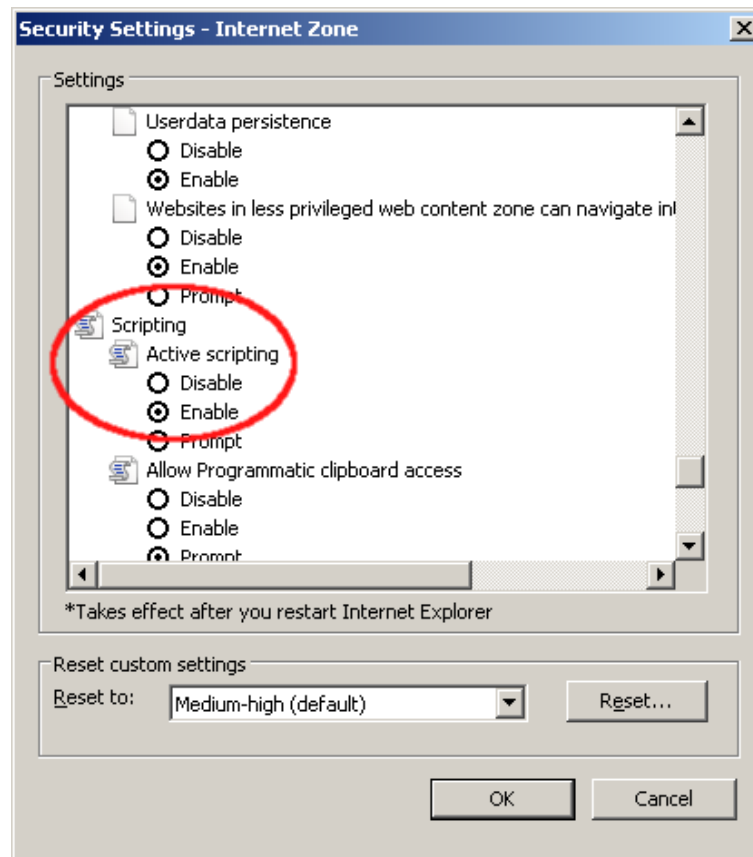 Security Settings - Internet Zone
Settings
Userdata persistence
Disable
Enable
Websites in less privileged web content zone can navigate int
Disable
Enable
Prompt
Scripting
Active scripting
Disable
Enable
Prompt
Allow Programmatic clipboard access
Disable
Enable
Prompt
*Takes effect after you restart Internet Explorer
Reset custom settings
Reset to: Medium-high (default) Reset...
OK Cancel